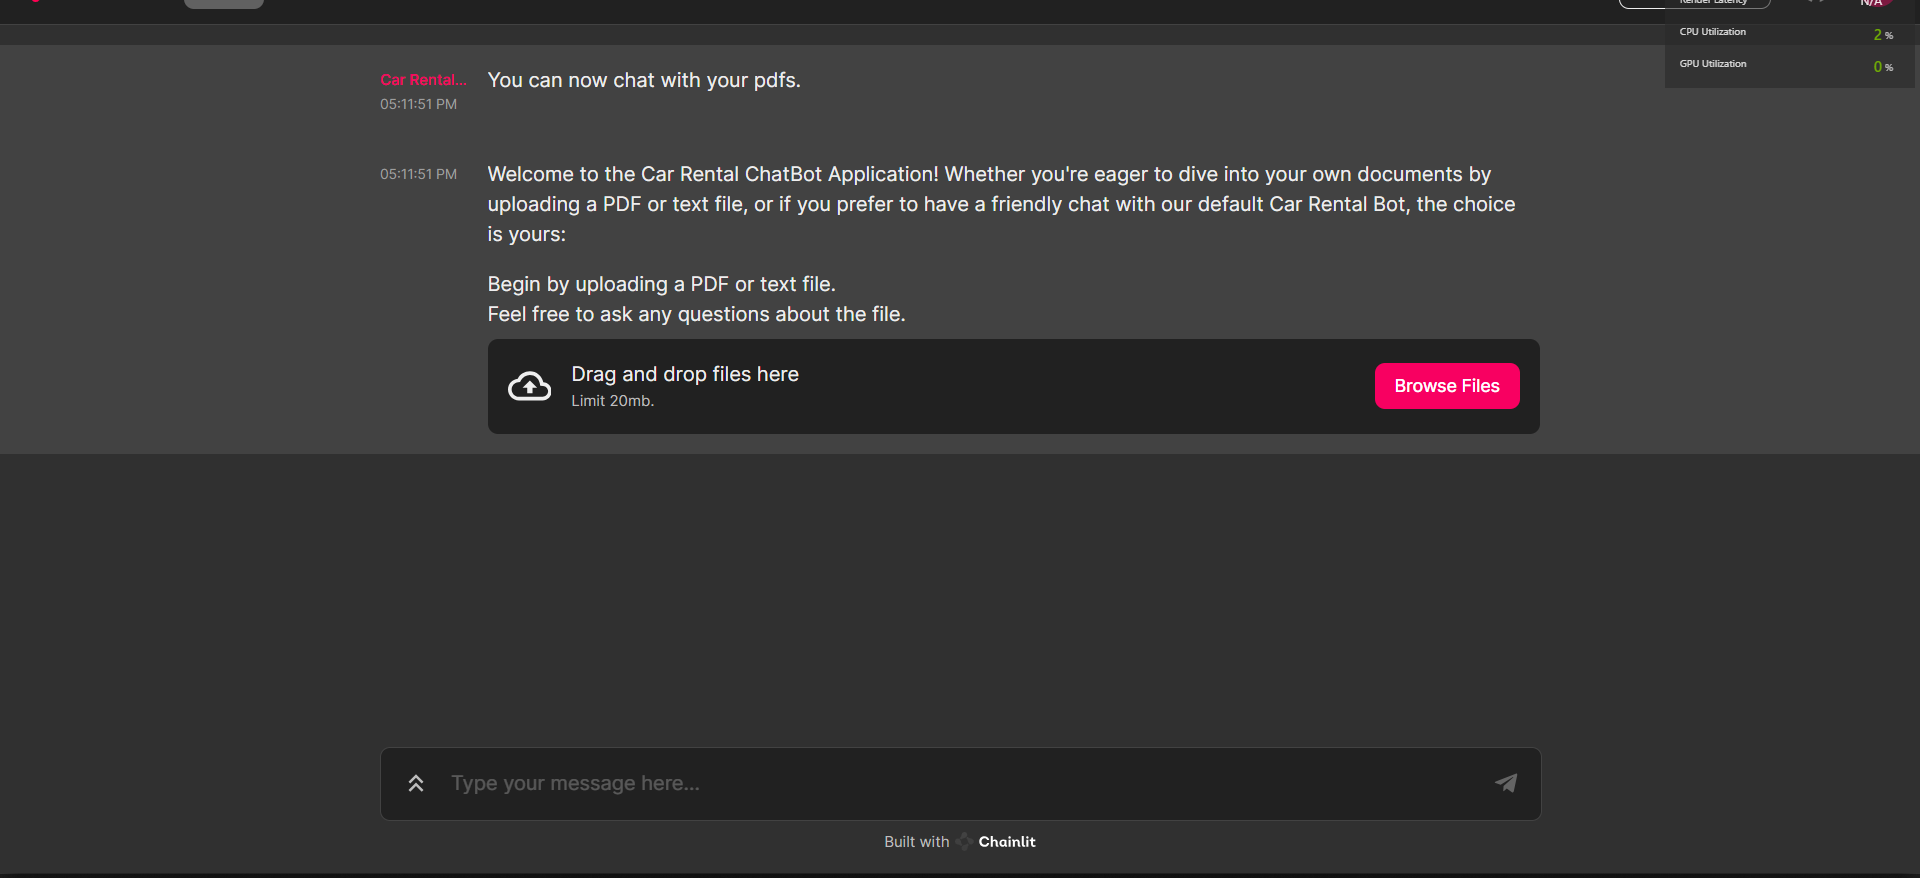 Render Latency
N/A
CPU Utilization
2 %
GPU Utilization
0 %
Car Rental...
You can now chat with your pdfs.
05:11:51 PM
05:11:51 PM
Welcome to the Car Rental ChatBot Application! Whether you're eager to dive into your own documents by
uploading a PDF or text file, or if you prefer to have a friendly chat with our default Car Rental Bot, the choice
is yours:
Begin by uploading a PDF or text file.
Feel free to ask any questions about the file.
Drag and drop files here
Limit 20mb.
Browse Files
Type your message here...
Built with Chainlit